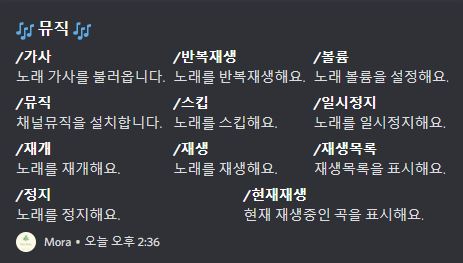 🎶 뮤직 🎶
/가사 /반복재생 /볼륨
노래 가사를 불러옵니다. 노래를 반복재생해요. 노래 볼륨을 설정해요.
/뮤직 /스킵 /일시정지
채널뮤직을 설치합니다. 노래를 스킵해요. 노래를 일시정지해요.
/재개 /재생 /재생목록
노래를 재개해요. 노래를 재생해요. 재생목록을 표시해요.
/정지 /현재재생
노래를 정지해요. 현재 재생중인 곡을 표시해요.
Mora • 오늘 오후 2:36